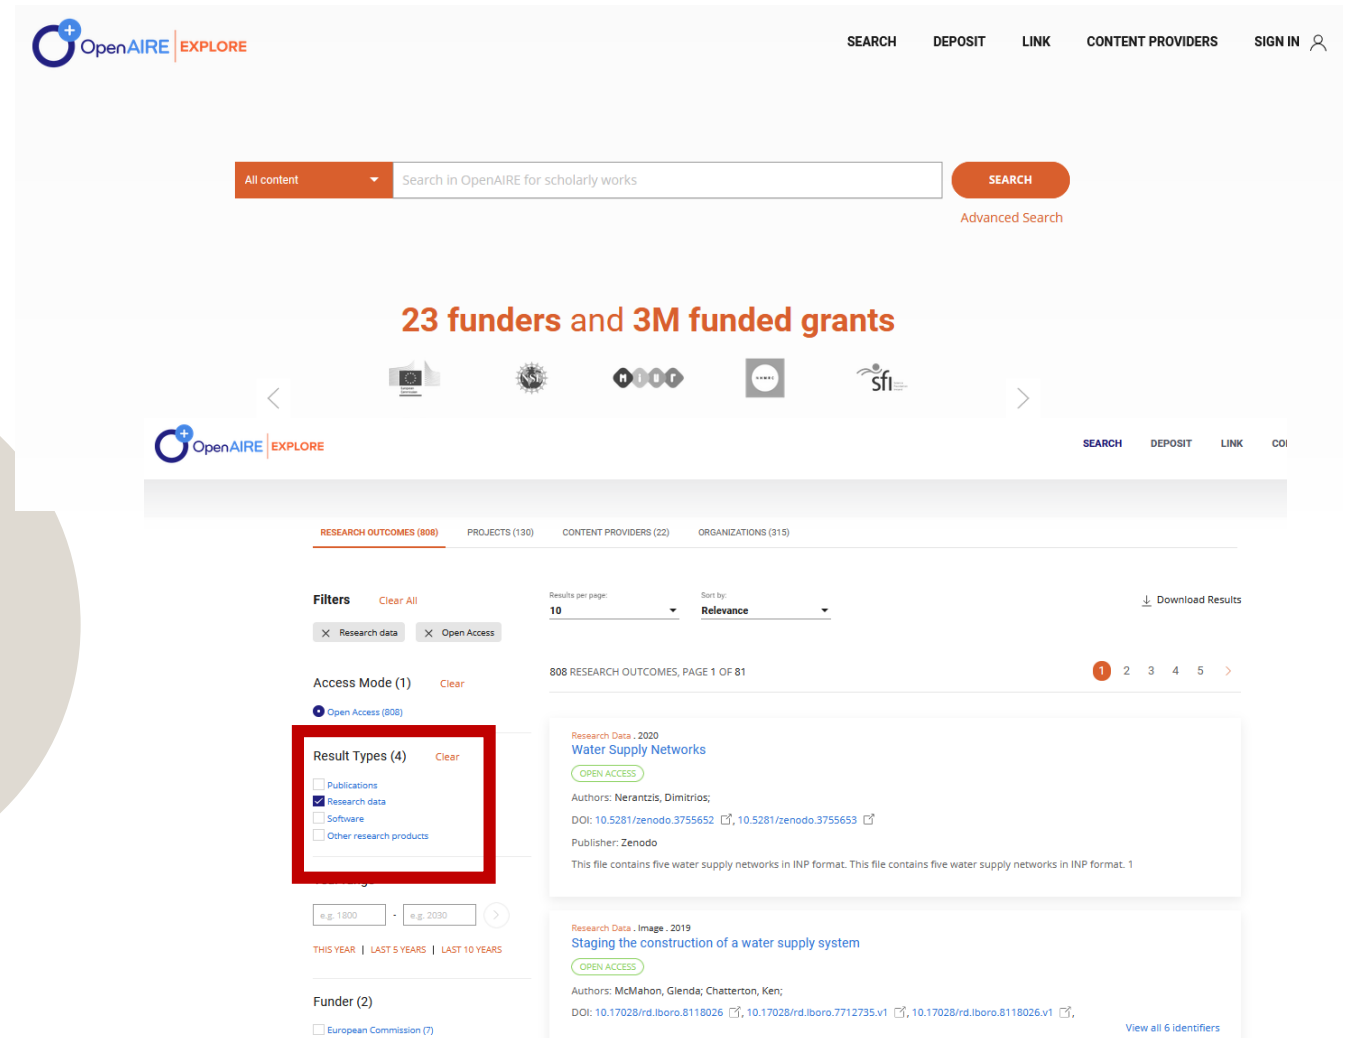 OpenAIRE EXPLORE
SEARCH DEPOSIT LINK CONTENT PROVIDERS SIGN IN
All content Search in OpenAIRE for scholarly works SEARCH
Advanced Search
23 funders and 3M funded grants
sfi
OpenAIRE EXPLORE
SEARCH DEPOSIT LINK
RESEARCH OUTCOMES (808) PROJECTS (130) CONTENT PROVIDERS (22) ORGANIZATIONS (315)
Filters Clear All
Research data Open Access
Access Mode (1) Clear
Open Access (808)
Result Types (4) Clear
Publications
Research data
Software
Other research products
e.g. 1800 - e.g. 2030
THIS YEAR | LAST 5 YEARS | LAST 10 YEARS
Funder (2)
European Commission (7)
Results per page: Sort by:
10 Relevance
Download Results
808 RESEARCH OUTCOMES, PAGE 1 OF 81
1 2 3 4 5 >
Research Data . 2020
Water Supply Networks
OPEN ACCESS
Authors: Nerantzis, Dimitrios;
DOI: 10.5281/zenodo.3755652 , 10.5281/zenodo.3755653
Publisher: Zenodo
This file contains five water supply networks in INP format. This file contains five water supply networks in INP format. 1
Research Data . Image . 2019
Staging the construction of a water supply system
OPEN ACCESS
Authors: McMahon, Glenda; Chatterton, Ken;
DOI: 10.17028/rd.lboro.8118026 , 10.17028/rd.lboro.7712735.v1 , 10.17028/rd.lboro.8118026.v1 ,
View all 6 identifiers